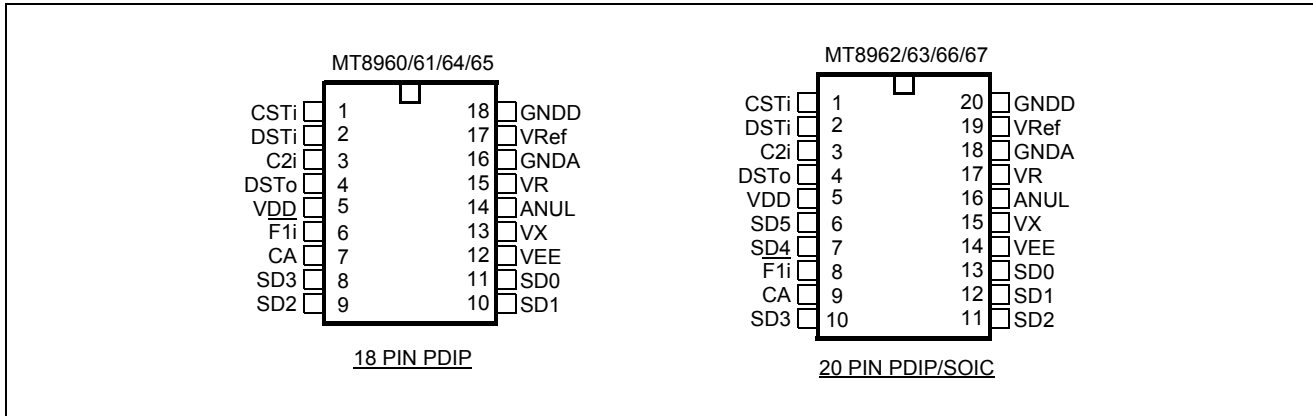 MT8960/61/64/65
CSTi 1 18 GNDD
DSTi 2 17 VRef
C2i 3 16 GNDA
DSTo 4 15 VR
VDD 5 14 ANUL
F1i 6 13 VX
CA 7 12 VEE
SD3 8 11 SD0
SD2 9 10 SD1
18 PIN PDIP
MT8962/63/66/67
CSTi 1 20 GNDD
DSTi 2 19 VRef
C2i 3 18 GNDA
DSTo 4 17 VR
VDD 5 16 ANUL
SD5 6 15 VX
SD4 7 14 VEE
F1i 8 13 SD0
CA 9 12 SD1
SD3 10 11 SD2
20 PIN PDIP/SOIC